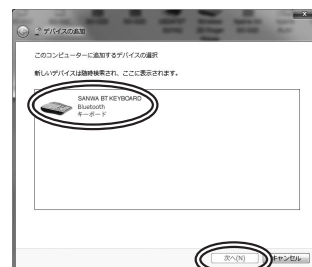 デバイスの追加
このコンピューターに追加するデバイスの選択
新しいデバイスは随時検索され、ここに表示されます。
SANWA BT KEYBOARD
Bluetooth
キーボード
次へ(N)
キャンセル